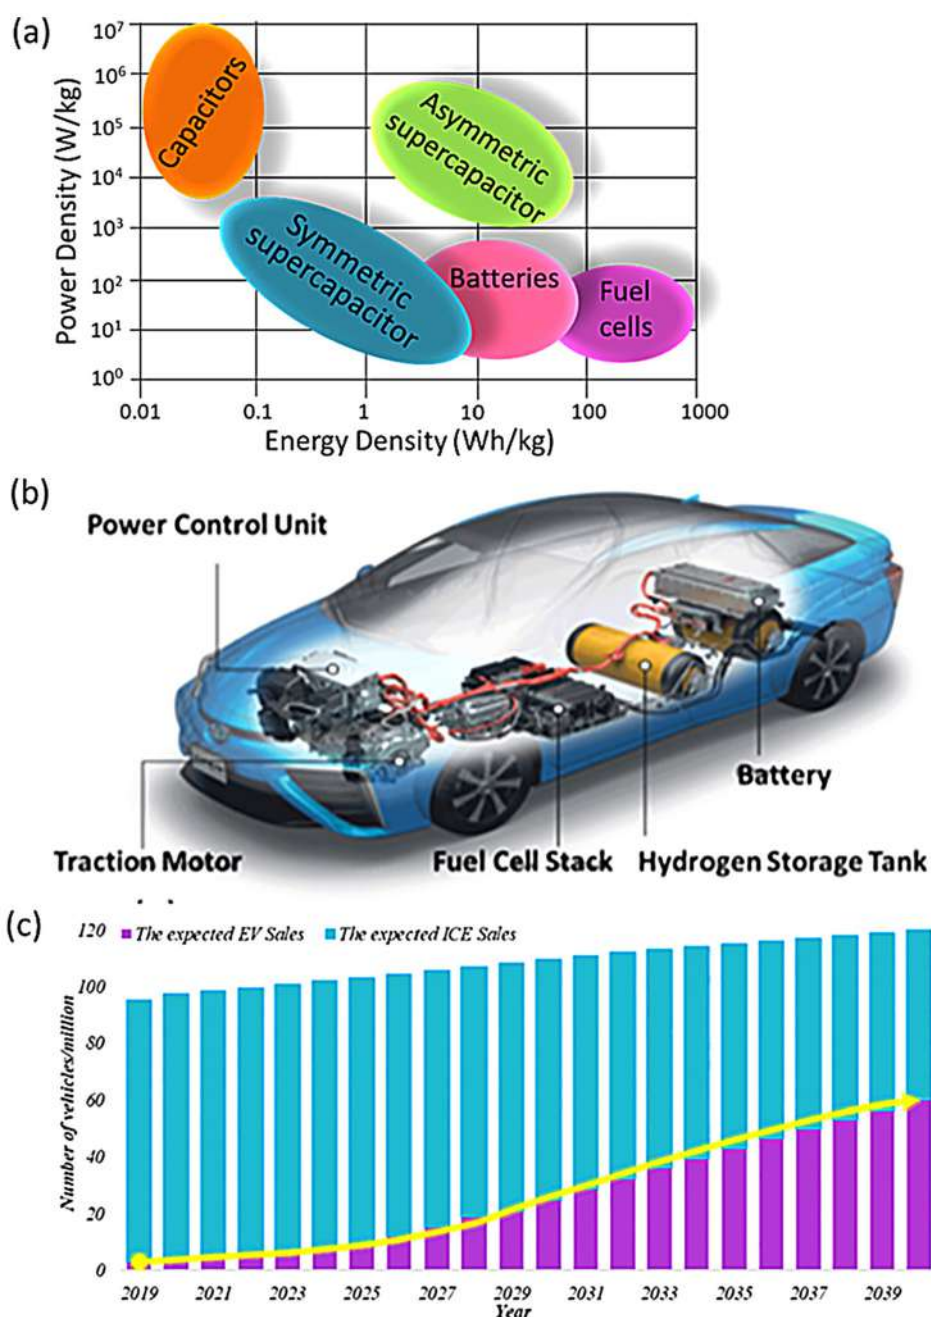 (a)
Power Density (W/kg)
10⁷
10⁶
10⁵
10⁴
10³
10²
10¹
10⁰
Capacitors
Asymmetric
supercapacitor
Symmetric
supercapacitor
Batteries
Fuel
cells
0.01
0.1
1
10
100
1000
Energy Density (Wh/kg)
(b)
Power Control Unit
Battery
Traction Motor
Fuel Cell Stack
Hydrogen Storage Tank
(c)
The expected EV Sales
The expected ICE Sales
Number of vehicles/million
120
100
80
60
40
20
0
2019
2021
2023
2025
2027
2029
2031
2033
2035
2037
2039
Year